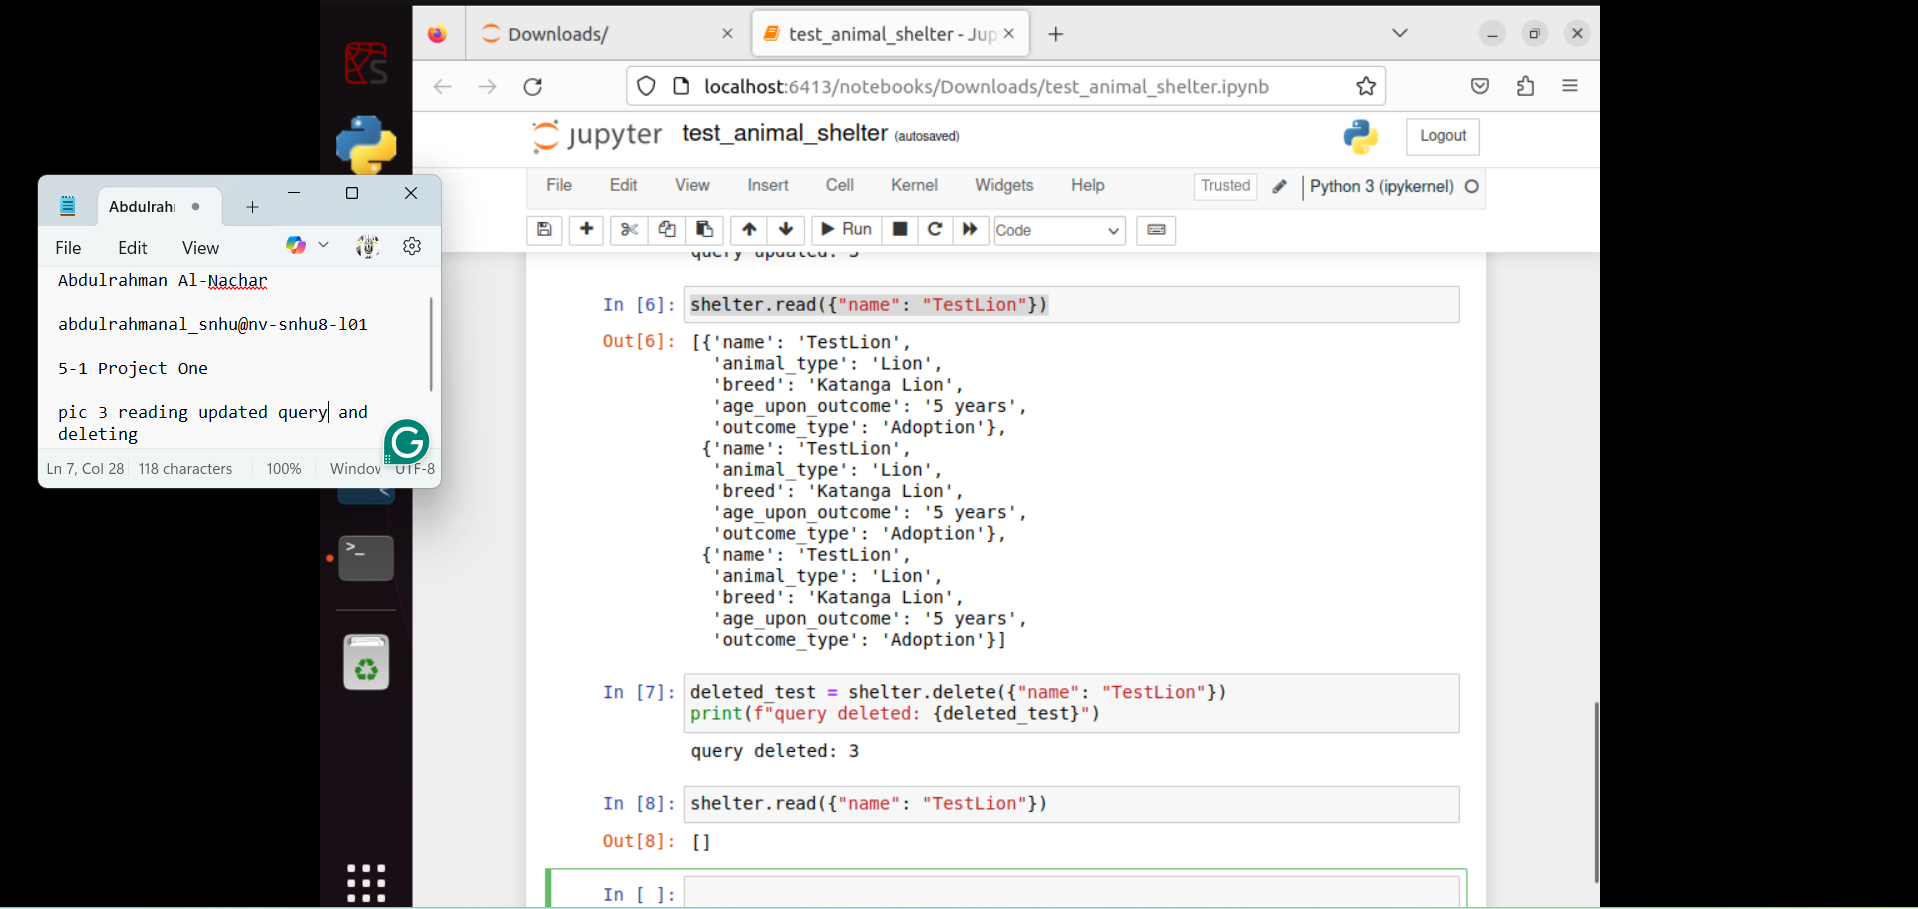 Downloads/
test_animal_shelter - Jup
localhost:6413/notebooks/Downloads/test_animal_shelter.ipynb
jupyter test_animal_shelter (autosaved)
Logout
File Edit View Insert Cell Kernel Widgets Help
Trusted
Python 3 (ipykernel)
Run
Code
query updated: 3
In [6]: shelter.read({"name": "TestLion"})
Out[6]: [{'name': 'TestLion',
'animal_type': 'Lion',
'breed': 'Katanga Lion',
'age_upon_outcome': '5 years',
'outcome_type': 'Adoption'},
{'name': 'TestLion',
'animal_type': 'Lion',
'breed': 'Katanga Lion',
'age_upon_outcome': '5 years',
'outcome_type': 'Adoption'},
{'name': 'TestLion',
'animal_type': 'Lion',
'breed': 'Katanga Lion',
'age_upon_outcome': '5 years',
'outcome_type': 'Adoption'}]
In [7]: deleted_test = shelter.delete({"name": "TestLion"})
print(f"query deleted: {deleted_test}")
query deleted: 3
In [8]: shelter.read({"name": "TestLion"})
Out[8]: []
In [ ]:
Abdulrah
File Edit View
Abdulrahman Al-Nachar
abdulrahmanal_snhu@nv-snhu8-l01
5-1 Project One
pic 3 reading updated query and
deleting
Ln 7, Col 28 118 characters 100% Window UTF-8